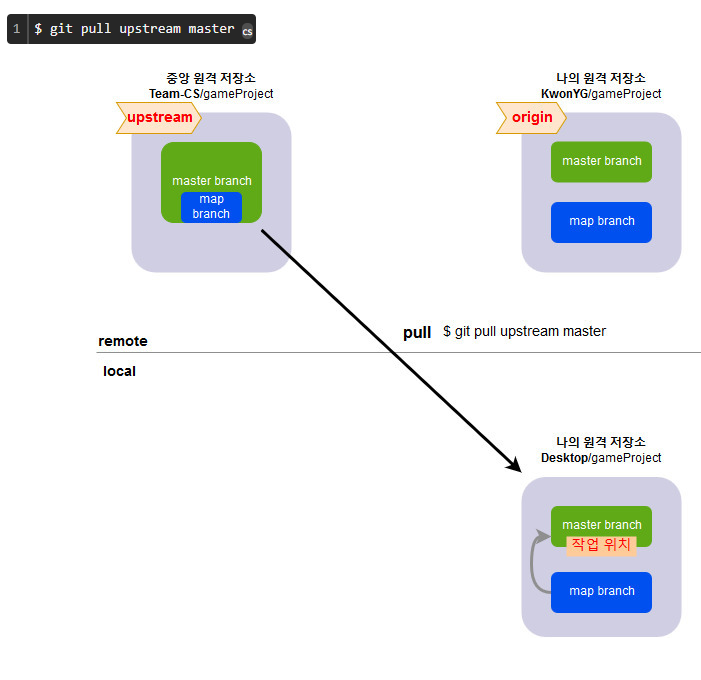 1 $ git pull upstream master cs
중앙 원격 저장소
Team-CS/gameProject
upstream
master branch
map
branch
나의 원격 저장소
KwonYG/gameProject
origin
master branch
map branch
pull $ git pull upstream master
remote
local
나의 원격 저장소
Desktop/gameProject
master branch
작업 위치
map branch